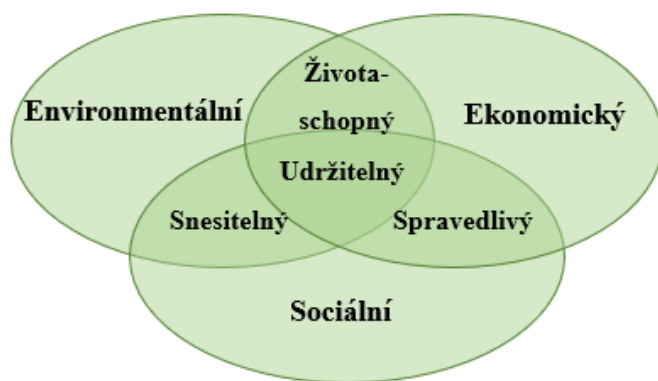 Života-
schopný
Environmentální
Ekonomický
Udržitelný
Snesitelný
Spravedlivý
Sociální